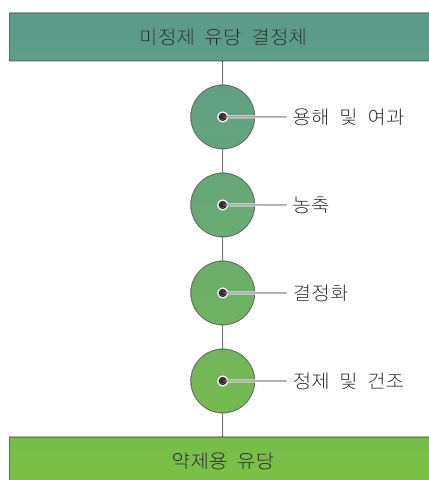 미정제 유당 결정체
용해 및 여과
농축
결정화
정제 및 건조
약제용 유당